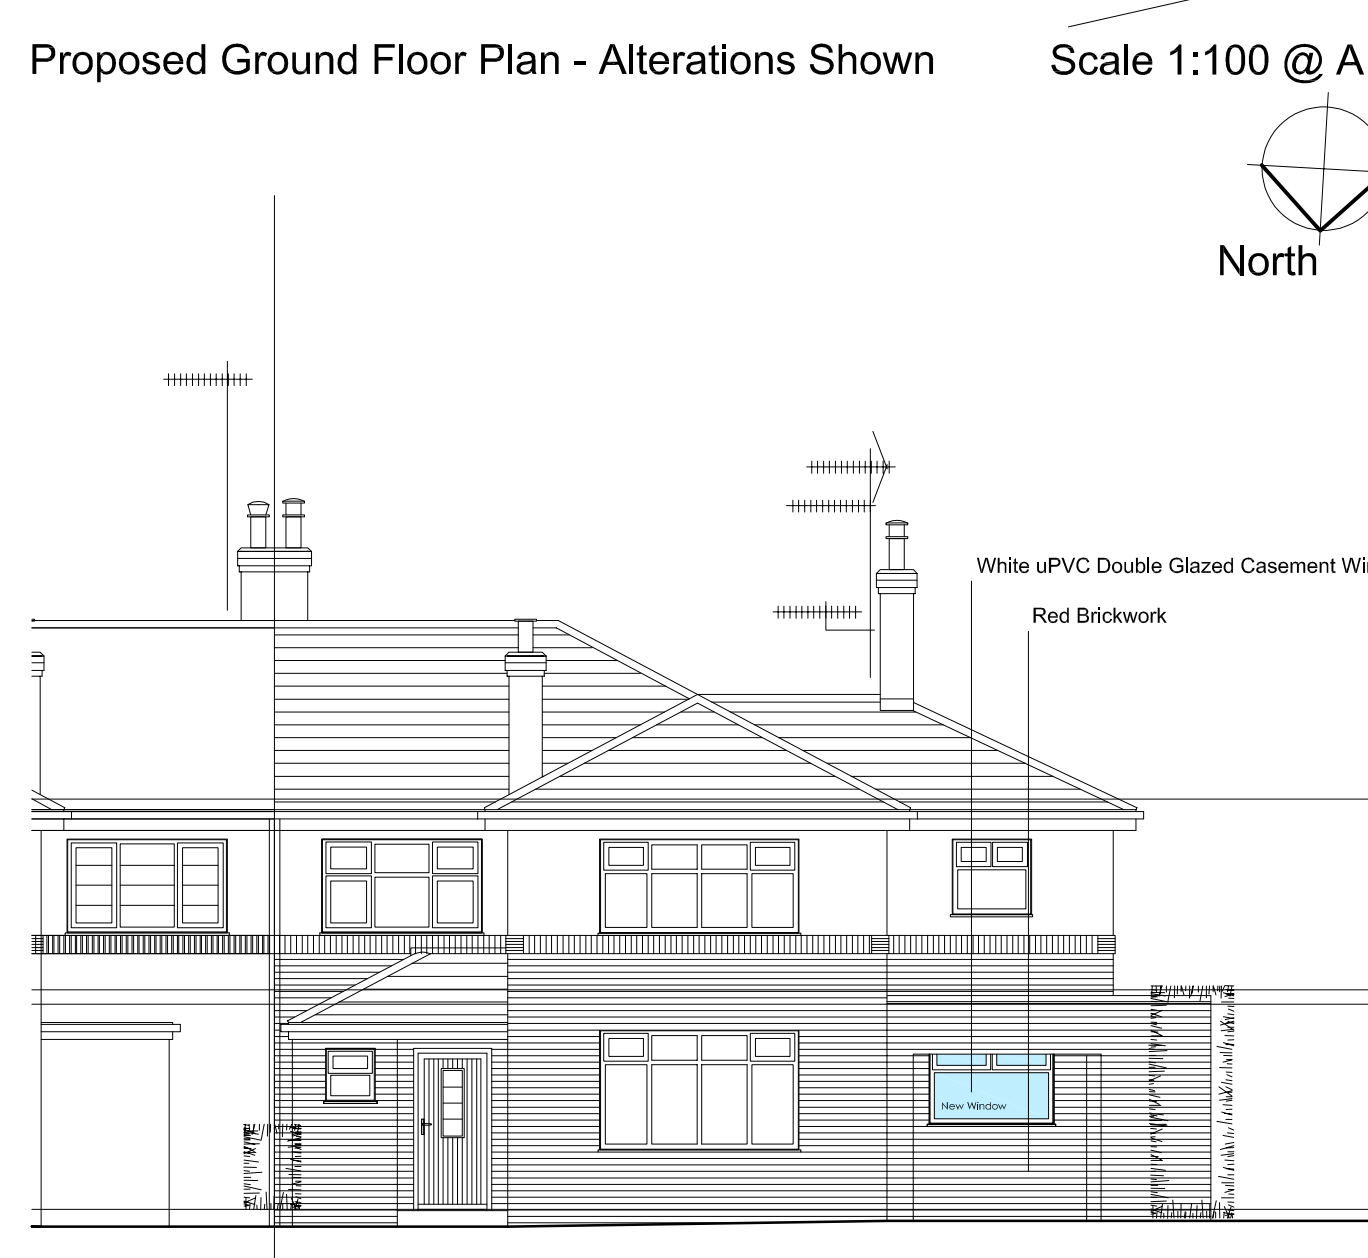 Proposed Ground Floor Plan - Alterations Shown
Scale 1:100 @ A
North
White uPVC Double Glazed Casement
Red Brickwork
New Window